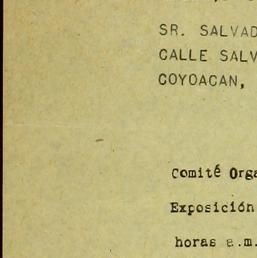 SR. SALVAD
CALLE SALV
COYOACAN,
Comité Orga
Exposición
horas a.m.